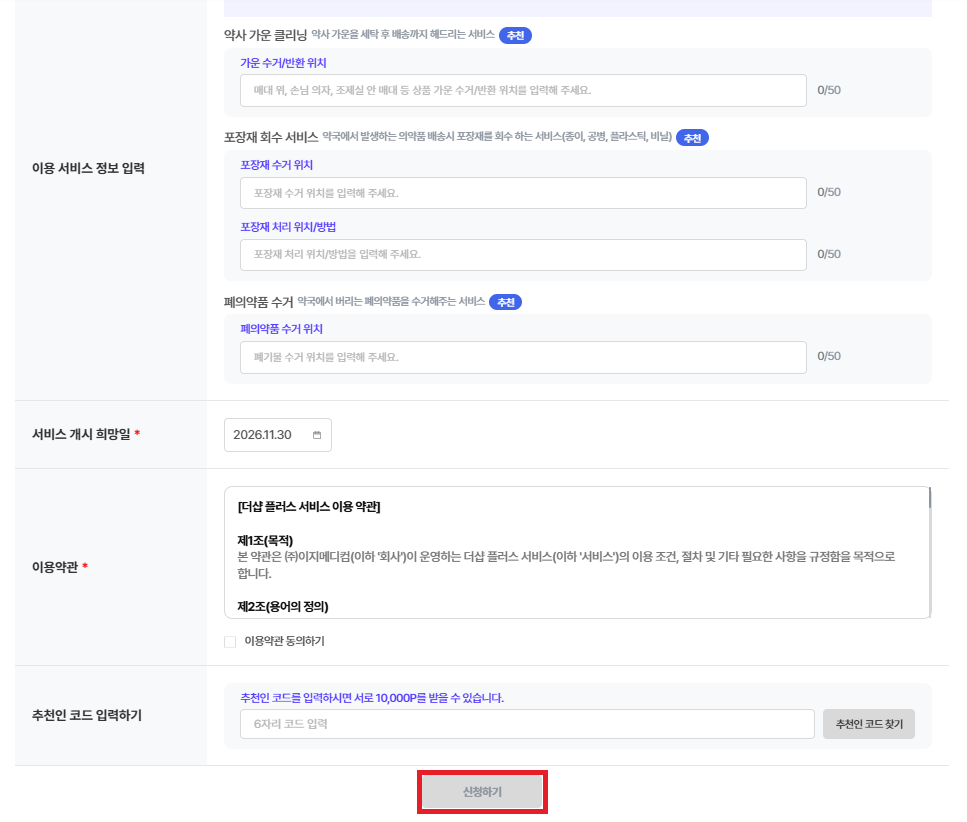 약사 가운 클리닝 약사 가운을 세탁 후 배송까지 해드리는 서비스 추천
가운 수거/반환 위치
매대 위, 손님 의자, 조제실 안 매대 등 상품 가운 수거/반환 위치를 입력해 주세요.
0/50
포장재 회수 서비스 약국에서 발생하는 의약품 배송시 포장재를 회수 하는 서비스(종이, 공병, 플라스틱, 비닐) 추천
이용 서비스 정보 입력
포장재 수거 위치
포장재 수거 위치를 입력해 주세요.
0/50
포장재 처리 위치/방법
포장재 처리 위치/방법을 입력해 주세요.
0/50
폐의약품 수거 약국에서 버리는 폐의약품을 수거해주는 서비스 추천
폐의약품 수거 위치
폐기물 수거 위치를 입력해 주세요.
0/50
서비스 개시 희망일 *
2026.11.30
이용약관 *
[더샵 플러스 서비스 이용 약관]
제1조(목적)
본 약관은 ㈜이지메디컴(이하 '회사')이 운영하는 더샵 플러스 서비스(이하 '서비스')의 이용 조건, 절차 및 기타 필요한 사항을 규정함을 목적으로
합니다.
제2조(용어의 정의)
이용약관 동의하기
추천인 코드 입력하기
추천인 코드를 입력하시면 서로 10,000P를 받을 수 있습니다.
6자리 코드 입력
추천인 코드 찾기
신청하기